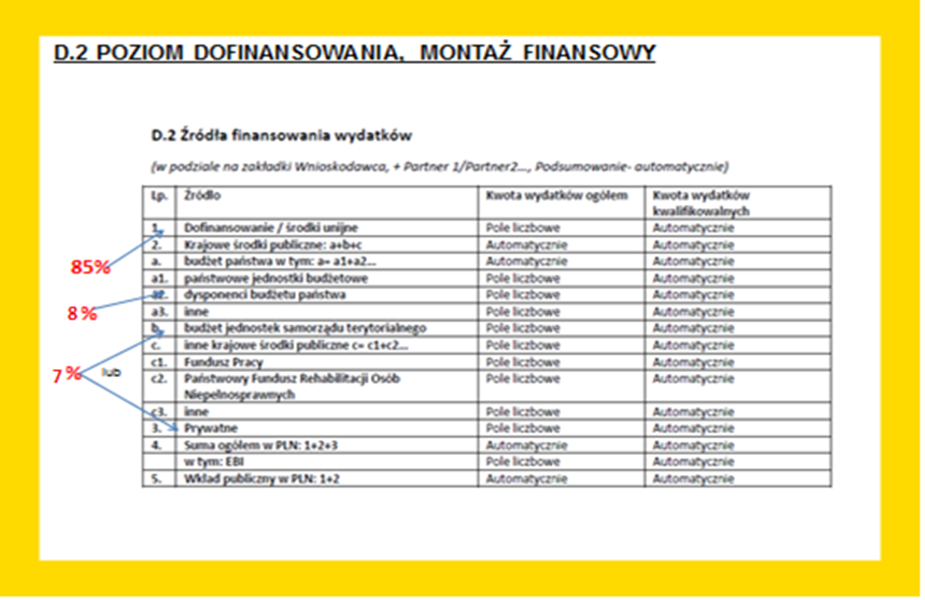 D.2 POZIOM DOFINANSOWANIA, MONTAŻ FINANSOWY
D.2 Źródła finansowania wydatków
(w podziale na zakładki Wnioskodawca, + Partner 1/Partner2..., Podsumowanie- automatycznie)
Lp. Źródło Kwota wydatków ogółem Kwota wydatków
kwalifikowalnych
1. Dofinansowanie / środki unijne Pole liczbowe Automatycznie
2. Krajowe środki publiczne: a+b+c Automatycznie Automatycznie
85% a. budżet państwa w tym: a= a1+a2... Automatycznie Automatycznie
a1. państwowe jednostki budżetowe Pole liczbowe Automatycznie
a2. dysponenci budżetu państwa Pole liczbowe Automatycznie
8% a3. inne Pole liczbowe Automatycznie
b. budżet jednostek samorządu terytorialnego Pole liczbowe Automatycznie
c. inne krajowe środki publiczne c= c1+c2... Pole liczbowe Automatycznie
c1. Fundusz Pracy Pole liczbowe Automatycznie
7% lub c2. Państwowy Fundusz Rehabilitacji Osób Pole liczbowe Automatycznie
Niepełnosprawnych
c3. inne Pole liczbowe Automatycznie
3. Prywatne Pole liczbowe Automatycznie
4. Suma ogółem w PLN: 1+2+3 Automatycznie Automatycznie
w tym: EBI Pole liczbowe Automatycznie
5. Wkład publiczny w PLN: 1+2 Automatycznie Automatycznie